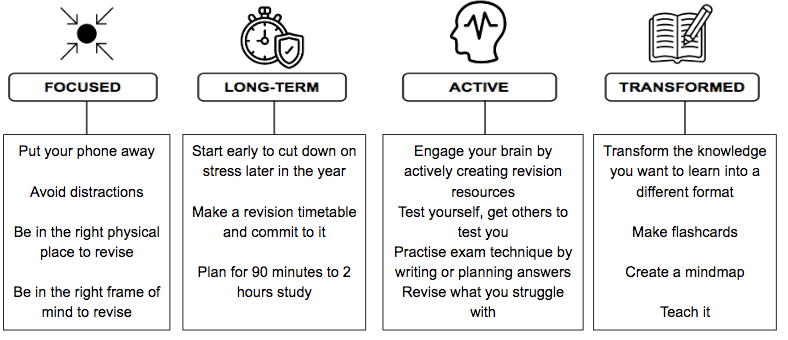 FOCUSED
Put your phone away
Avoid distractions
Be in the right physical
place to revise
Be in the right frame of
mind to revise
LONG-TERM
Start early to cut down on
stress later in the year
Make a revision timetable
and commit to it
Plan for 90 minutes to 2
hours study
ACTIVE
Engage your brain by
actively creating revision
resources
Test yourself, get others to
test you
Practise exam technique by
writing or planning answers
Revise what you struggle
with
TRANSFORMED
Transform the knowledge
you want to learn into a
different format
Make flashcards
Create a mindmap
Teach it